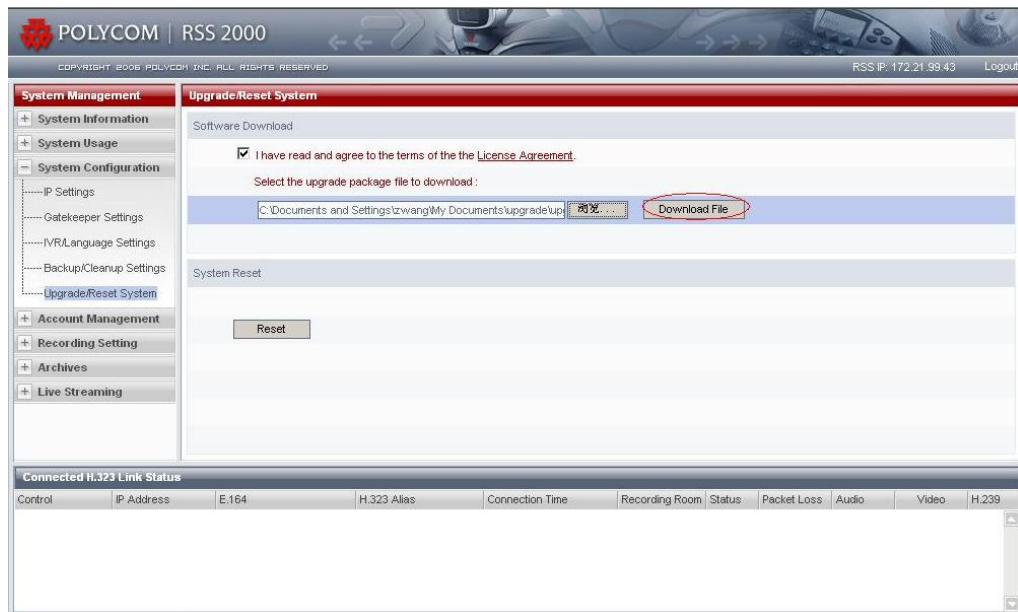 POLYCOM | RSS 2000
COPYRIGHT 2006 POLYCOM INC. ALL RIGHTS RESERVED
RSS IP: 172.21.99.43 Logout
System Management
+ System Information
+ System Usage
− System Configuration
IP Settings
Gatekeeper Settings
IVR/Language Settings
Backup/Cleanup Settings
Upgrade/Reset System
+ Account Management
+ Recording Setting
+ Archives
+ Live Streaming
Upgrade/Reset System
Software Download
I have read and agree to the terms of the the License Agreement.
Select the upgrade package file to download :
C:\Documents and Settings\zwang\My Documents\upgrade\upg 浏览... Download File
System Reset
Reset
Connected H.323 Link Status
Control IP Address E.164 H.323 Alias Connection Time Recording Room Status Packet Loss Audio Video H.239